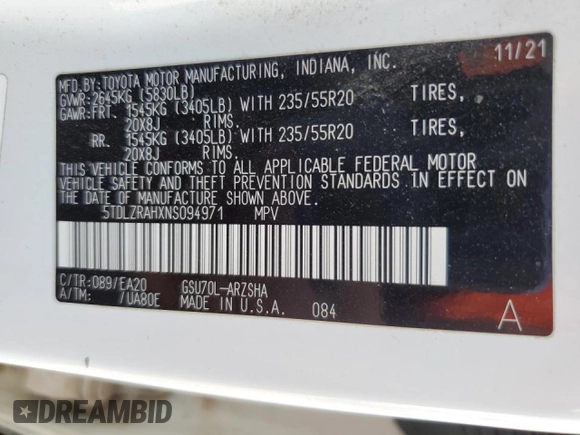 MFD.BY:TOYOTA MOTOR MANUFACTURING, INDIANA, INC. 11/21
GVWR:2645KG (5830LB)
GAWR:FRT. 1545KG (3405LB) WITH 235/55R20 TIRES,
20X8J RIMS.
RR. 1545KG (3405LB) WITH 235/55R20 TIRES,
20X8J RIMS.
THIS VEHICLE CONFORMS TO ALL APPLICABLE FEDERAL MOTOR
VEHICLE SAFETY AND THEFT PREVENTION STANDARDS IN EFFECT ON
THE DATE OF MANUFACTURE SHOWN ABOVE.
5TDLZRAHXNS094971 MPV
C/TR:089/EA20 GSU70L-ARZSHA
A/TM: /UA80E MADE IN U.S.A. 084 A
DREAMBID